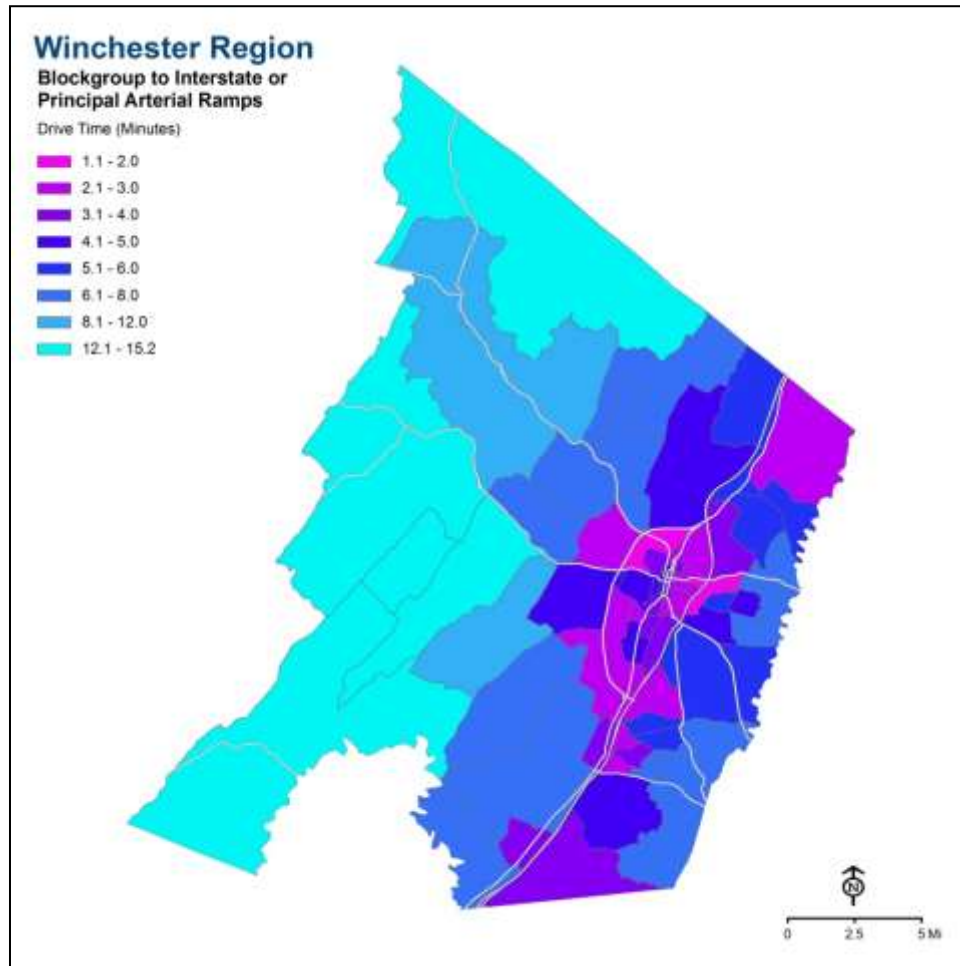 Winchester Region
Blockgroup to Interstate or
Principal Arterial Ramps
Drive Time (Minutes)
1.1 - 2.0
2.1 - 3.0
3.1 - 4.0
4.1 - 5.0
5.1 - 6.0
6.1 - 8.0
8.1 - 12.0
12.1 - 15.2
N
0 2.5 5 Mi